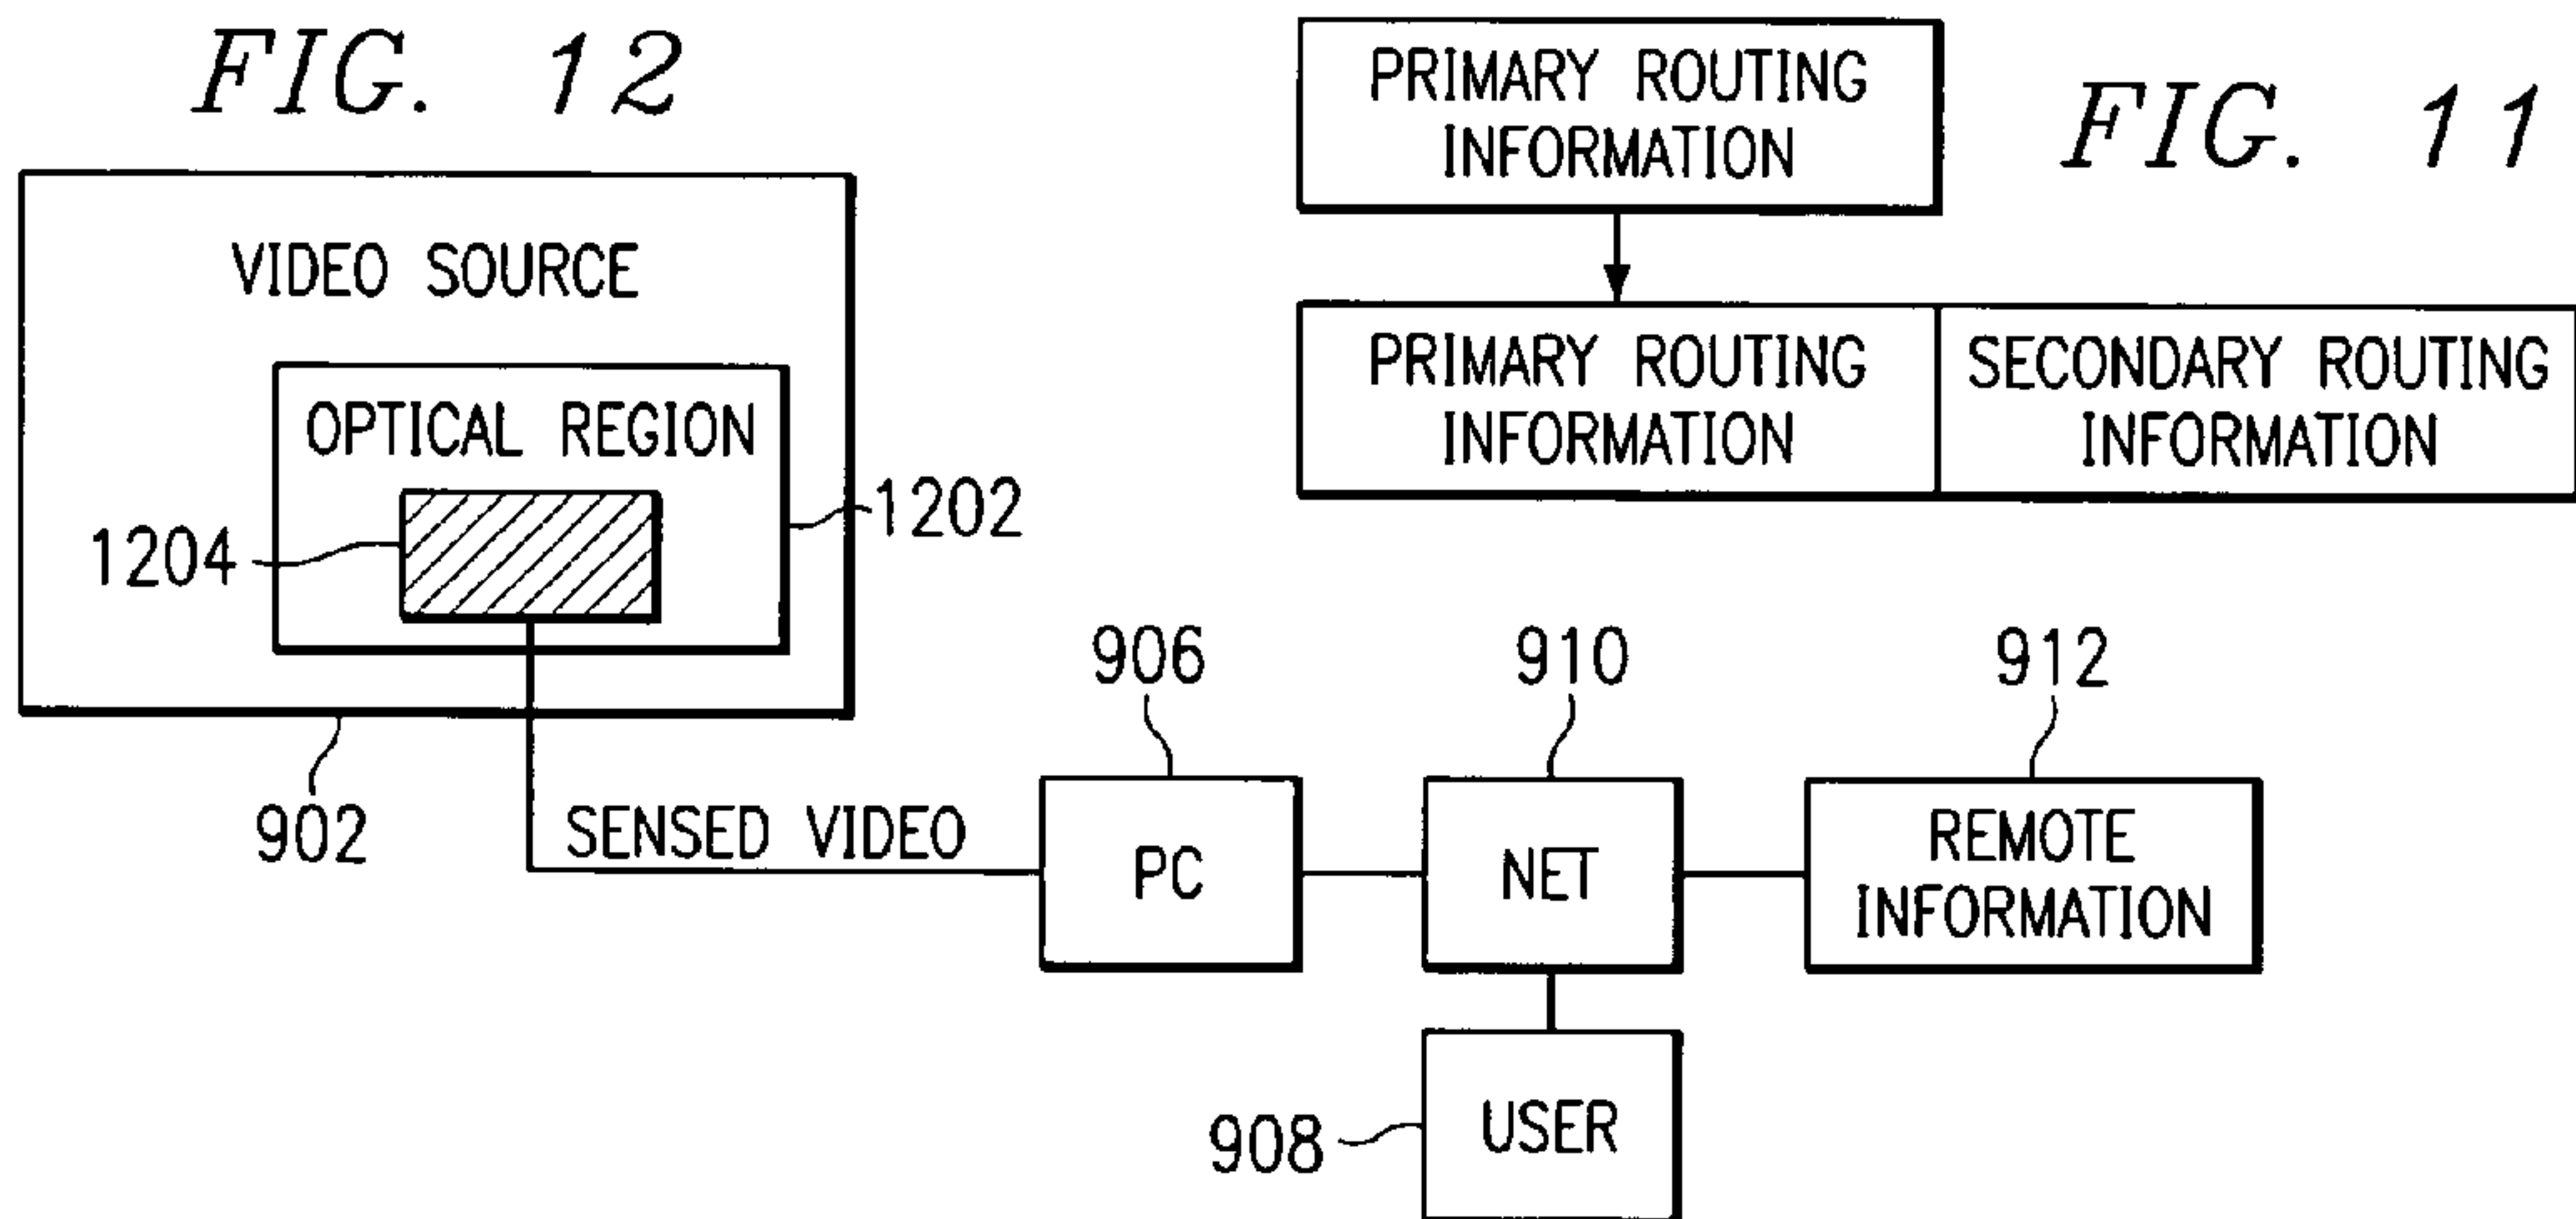 FIG. 12
VIDEO SOURCE
OPTICAL REGION
1204
1202
902
SENSED VIDEO
906
PC
910
NET
912
REMOTE
INFORMATION
908
USER
FIG. 11
PRIMARY ROUTING
INFORMATION
PRIMARY ROUTING
INFORMATION
SECONDARY ROUTING
INFORMATION